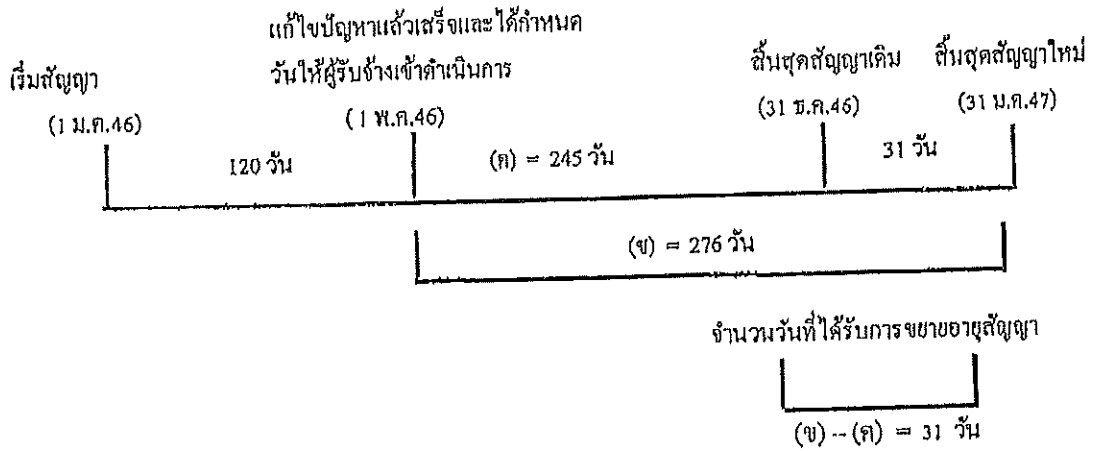 แก้ไขปัญหาแล้วเสร็จและได้กำหนด
วันให้ผู้รับจ้างเข้าดำเนินการ
เริ่มสัญญา
สิ้นสุดสัญญาเดิม
สิ้นสุดสัญญาใหม่
(1 ม.ค.46)
(1 พ.ค.46)
(31 ธ.ค.46)
(31 ม.ค.47)
120 วัน
(ค) = 245 วัน
31 วัน
(ข) = 276 วัน
จำนวนวันที่ได้รับการขยายอายุสัญญา
(ข) -- (ค) = 31 วัน